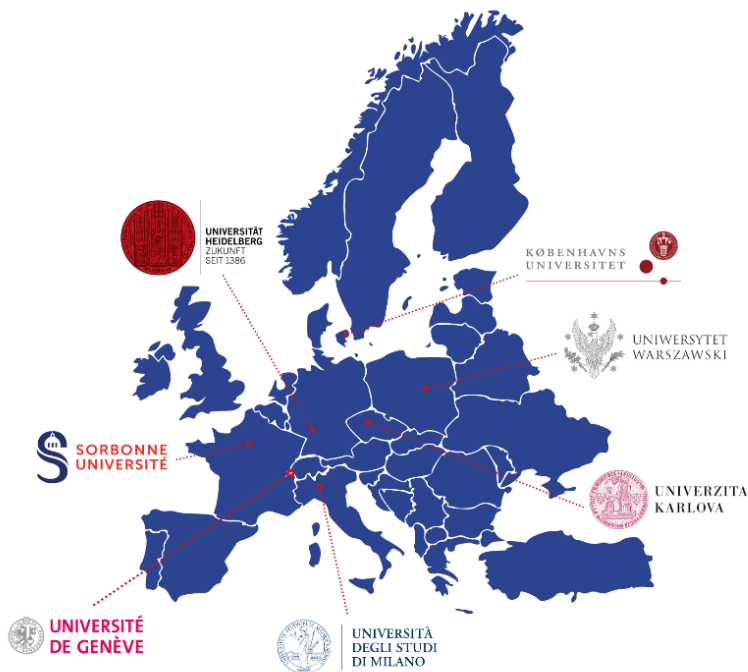 UNIVERSITÄT
HEIDELBERG
ZUKUNFT
SEIT 1386
KØBENHAVNS
UNIVERSITET
UNIWERSYTET
WARSZAWSKI
SORBONNE
UNIVERSITÉ
UNIVERZITA
KARLOVA
UNIVERSITÉ
DE GENÈVE
UNIVERSITÀ
DEGLI STUDI
DI MILANO